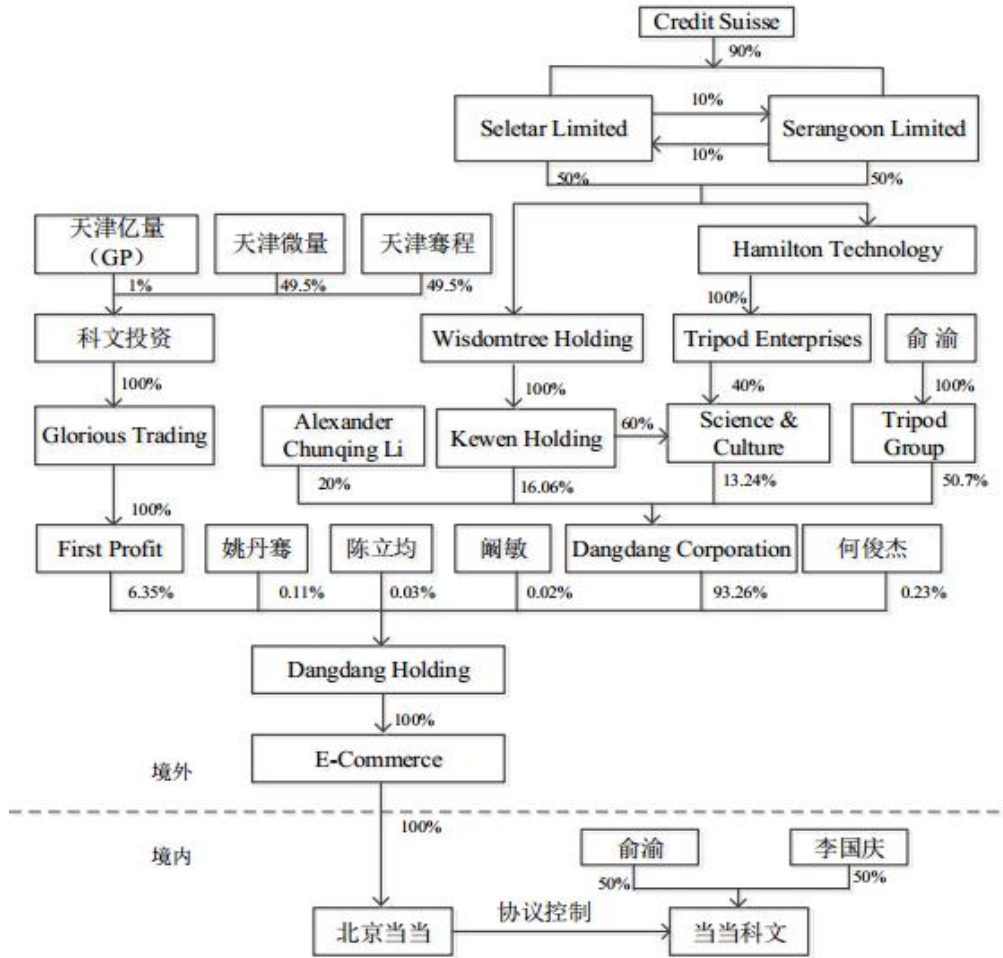 Credit Suisse
90%
10%
Seletar Limited
Serangoon Limited
10%
50%
50%
天津亿量
（GP）
天津微量
天津骞程
Hamilton Technology
1%
49.5%
49.5%
100%
科文投资
Wisdomtree Holding
Tripod Enterprises
俞 渝
100%
100%
40%
100%
Glorious Trading
Alexander
Chunqing Li
Kewen Holding
60%
Science &
Culture
Tripod
Group
20%
16.06%
13.24%
50.7%
100%
First Profit
姚丹骞
陈立均
阚敏
Dangdang Corporation
何俊杰
6.35%
0.11%
0.03%
0.02%
93.26%
0.23%
Dangdang Holding
100%
E-Commerce
境外
100%
境内
俞渝
李国庆
50%
50%
北京当当
协议控制
当当科文